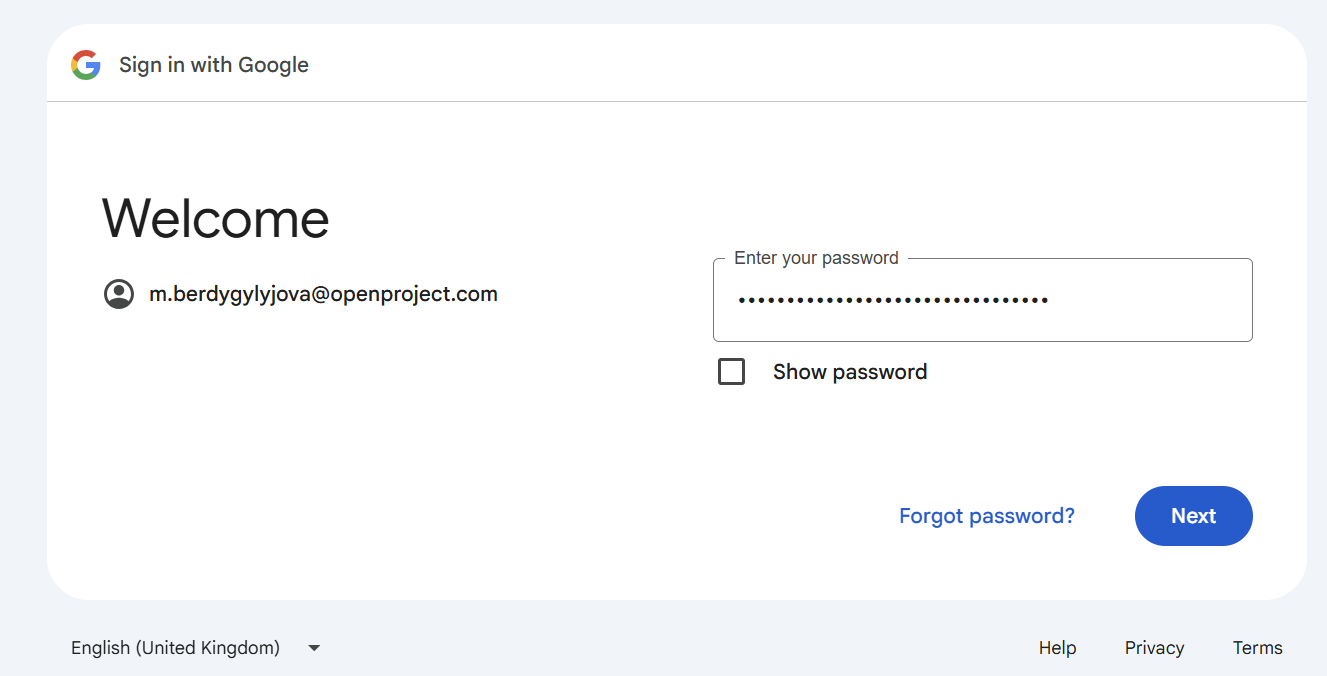 Sign in with Google
Welcome
m.berdygylyjova@openproject.com
Enter your password
••••••••••••••••••••••••••••••••
Show password
Forgot password?
Next
English (United Kingdom)
Help
Privacy
Terms